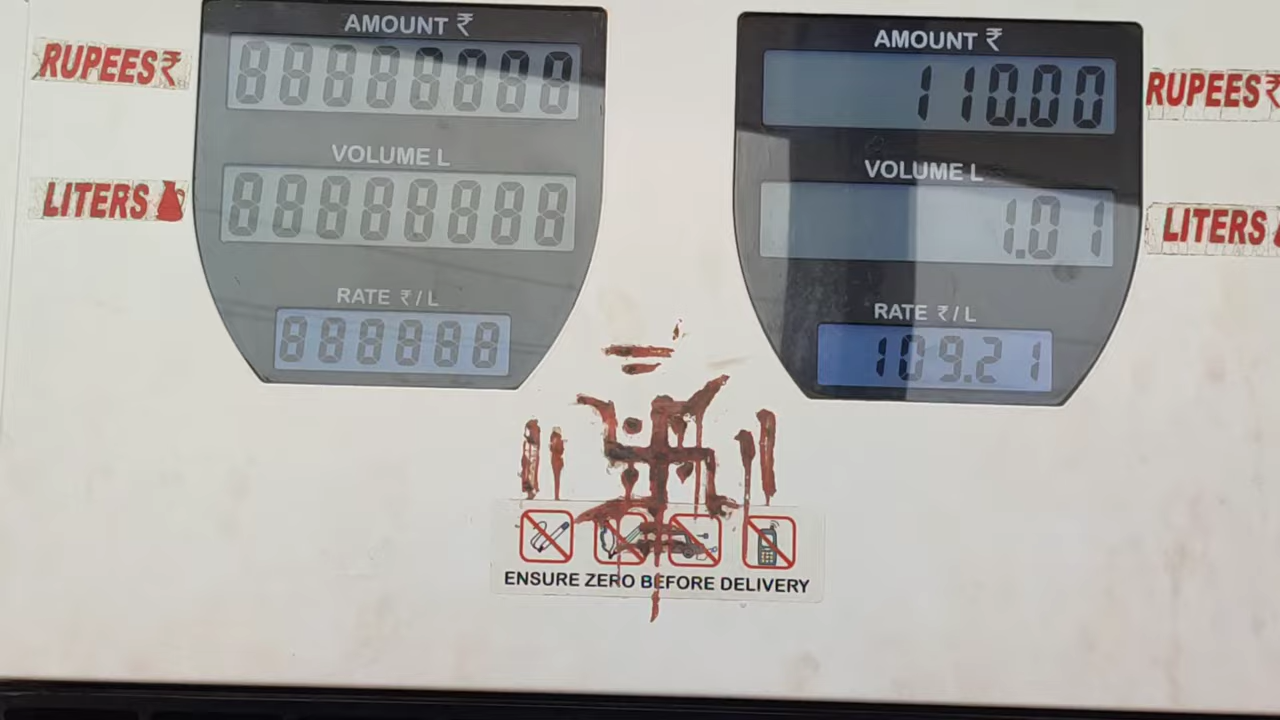 AMOUNT ₹
RUPEES₹
88888888
VOLUME L
LITERS
88888888
RATE ₹/L
888888
AMOUNT ₹
110.00
RUPEES₹
VOLUME L
1.01
LITERS
RATE ₹/L
109.21
ENSURE ZERO BEFORE DELIVERY